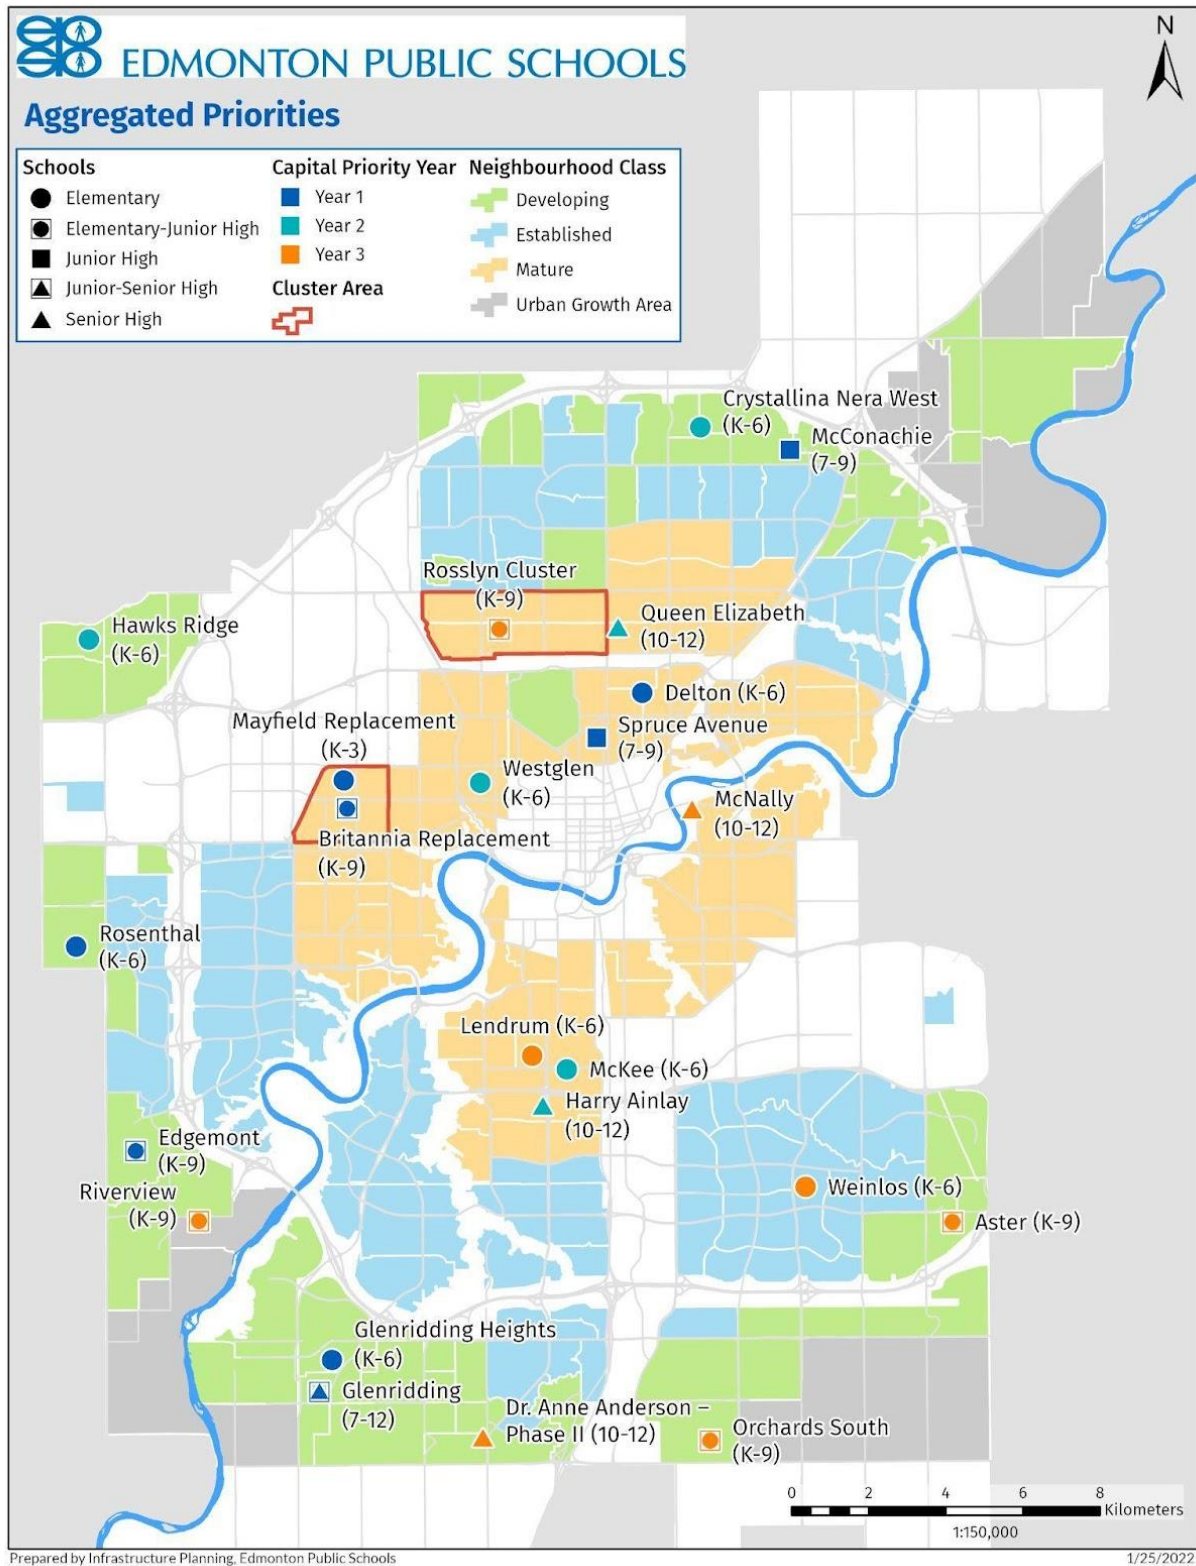 EDMONTON PUBLIC SCHOOLS
Aggregated Priorities
N
Schools
Elementary
Elementary-Junior High
Junior High
Junior-Senior High
Senior High
Capital Priority Year
Year 1
Year 2
Year 3
Cluster Area
Neighbourhood Class
Developing
Established
Mature
Urban Growth Area
Crystallina Nera West
(K-6)
McConachie
(7-9)
Rosslyn Cluster
(K-9)
Queen Elizabeth
(10-12)
Hawks Ridge
(K-6)
Delton (K-6)
Mayfield Replacement
(K-3)
Spruce Avenue
(7-9)
Westglen
(K-6)
McNally
(10-12)
Britannia Replacement
(K-9)
Rosenthal
(K-6)
Lendrum (K-6)
McKee (K-6)
Harry Ainlay
(10-12)
Edgemont
(K-9)
Riverview
(K-9)
Weinlos (K-6)
Aster (K-9)
Glenridding Heights
(K-6)
Glenridding
(7-12)
Dr. Anne Anderson –
Phase II (10-12)
Orchards South
(K-9)
0 2 4 6 8
Kilometers
1:150,000
Prepared by Infrastructure Planning, Edmonton Public Schools
1/25/2022